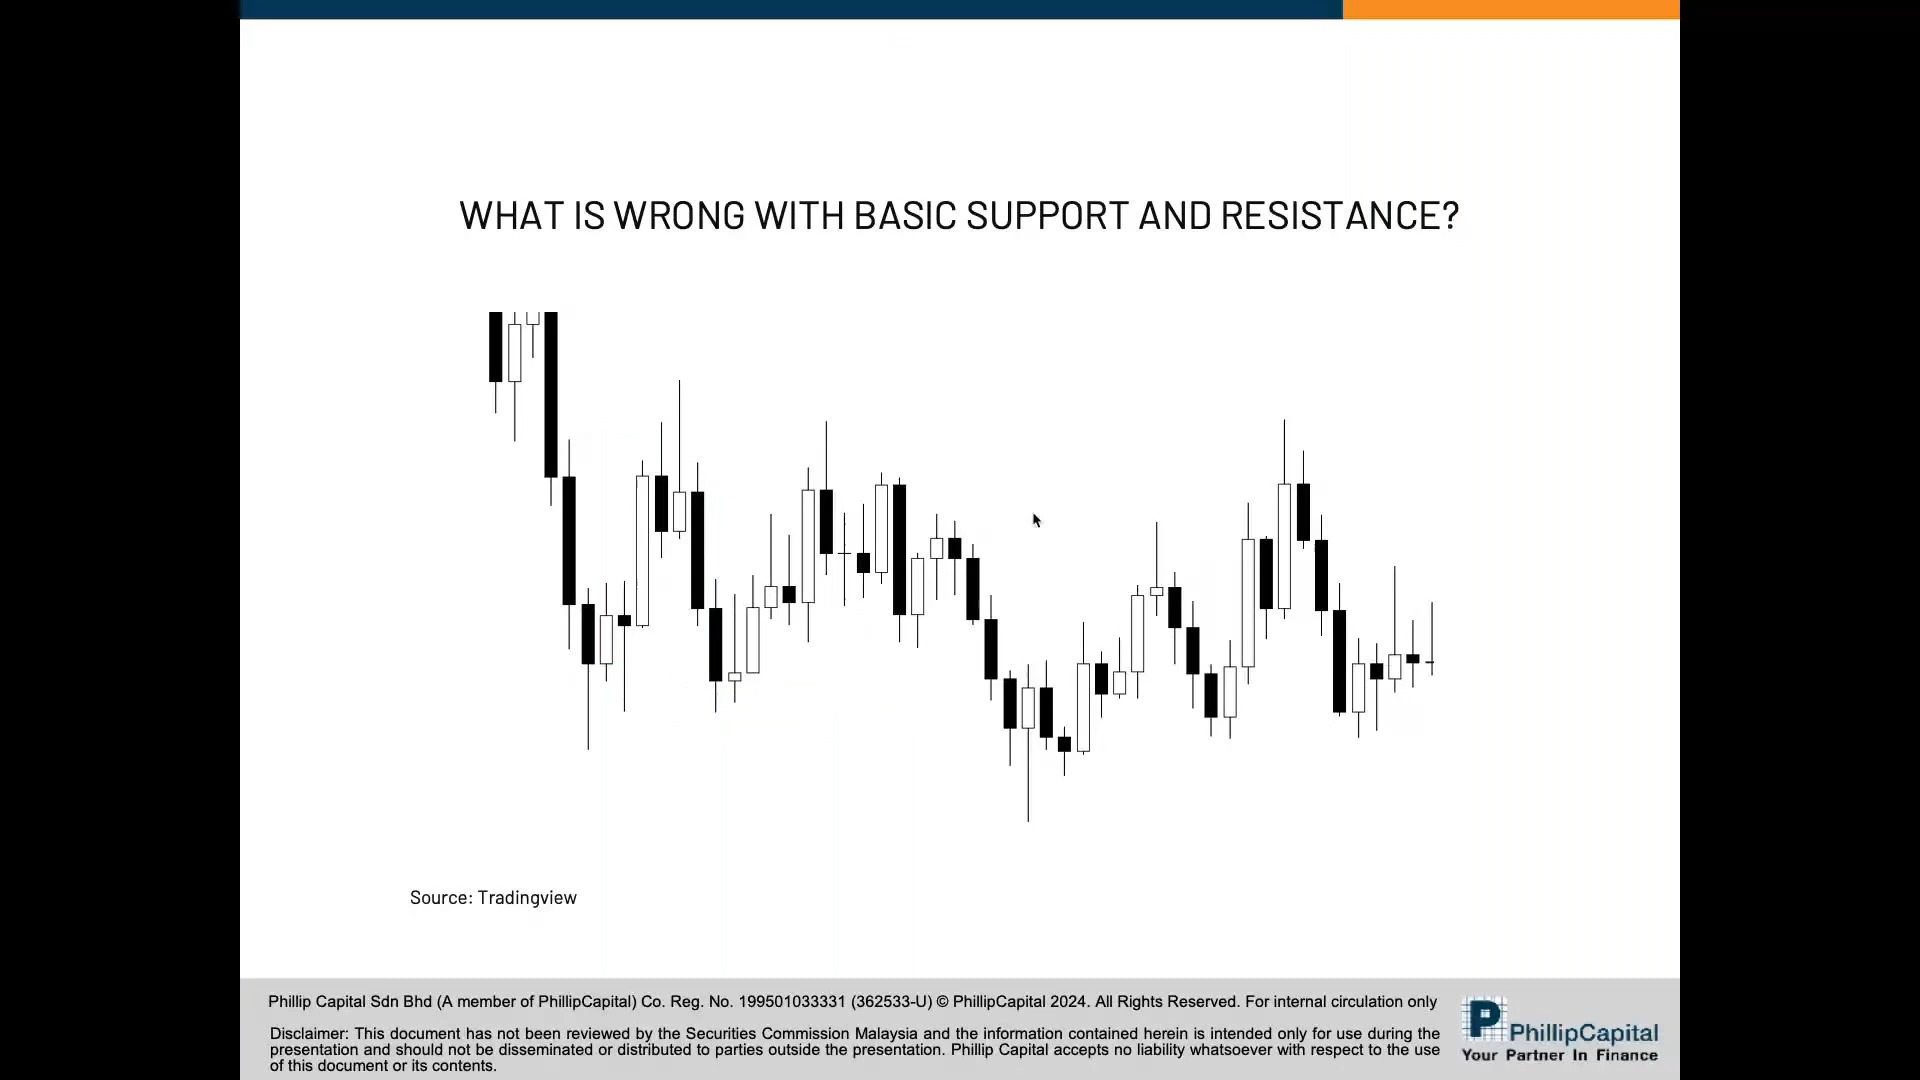 WHAT IS WRONG WITH BASIC SUPPORT AND RESISTANCE?
Source: Tradingview
Phillip Capital Sdn Bhd (A member of PhillipCapital) Co. Reg. No. 199501033331 (362533-U) © PhillipCapital 2024. All Rights Reserved. For internal circulation only
Disclaimer: This document has not been reviewed by the Securities Commission Malaysia and the information contained herein is intended only for use during the
presentation and should not be disseminated or distributed to parties outside the presentation. Phillip Capital accepts no liability whatsoever with respect to the use
of this document or its contents.
P
PhillipCapital
Your Partner In Finance